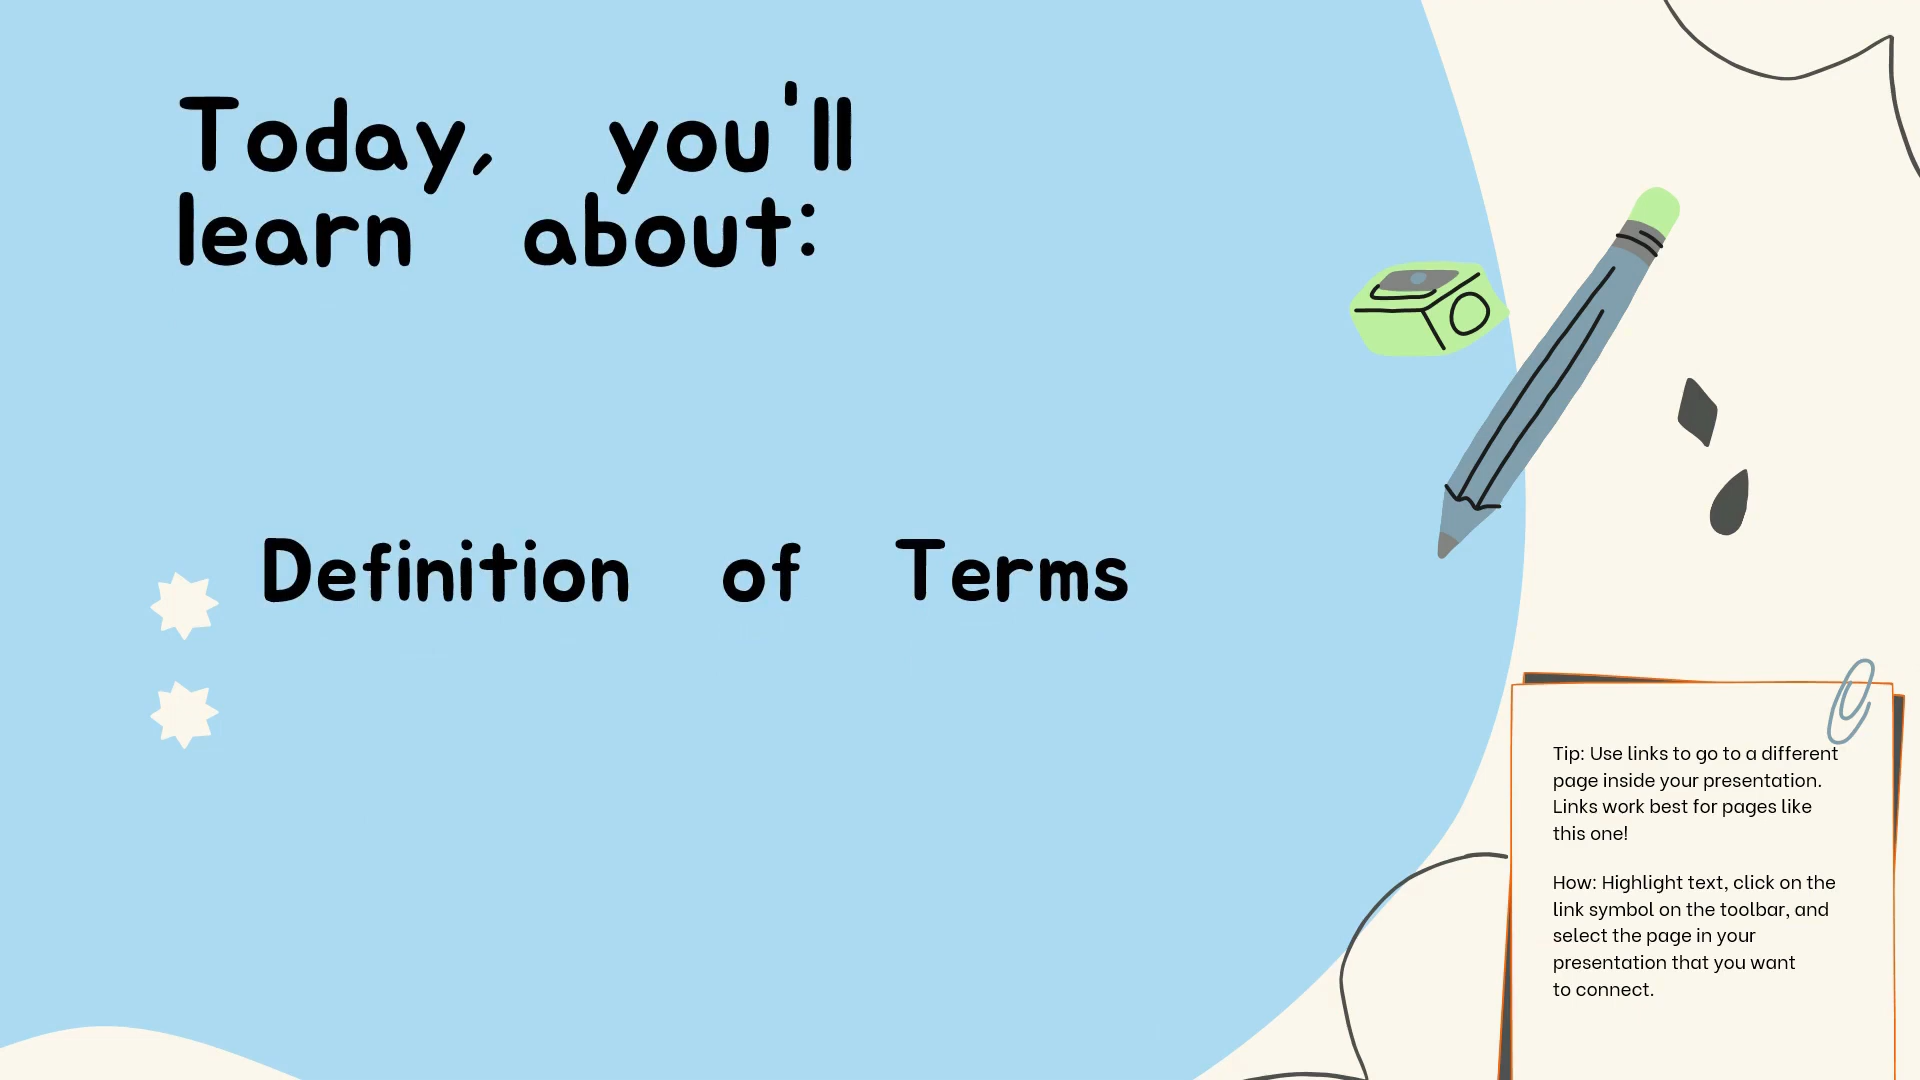 Today, you'll
learn about:
Definition of Terms
Tip: Use links to go to a different
page inside your presentation.
Links work best for pages like
this one!
How: Highlight text, click on the
link symbol on the toolbar, and
select the page in your
presentation that you want
to connect.